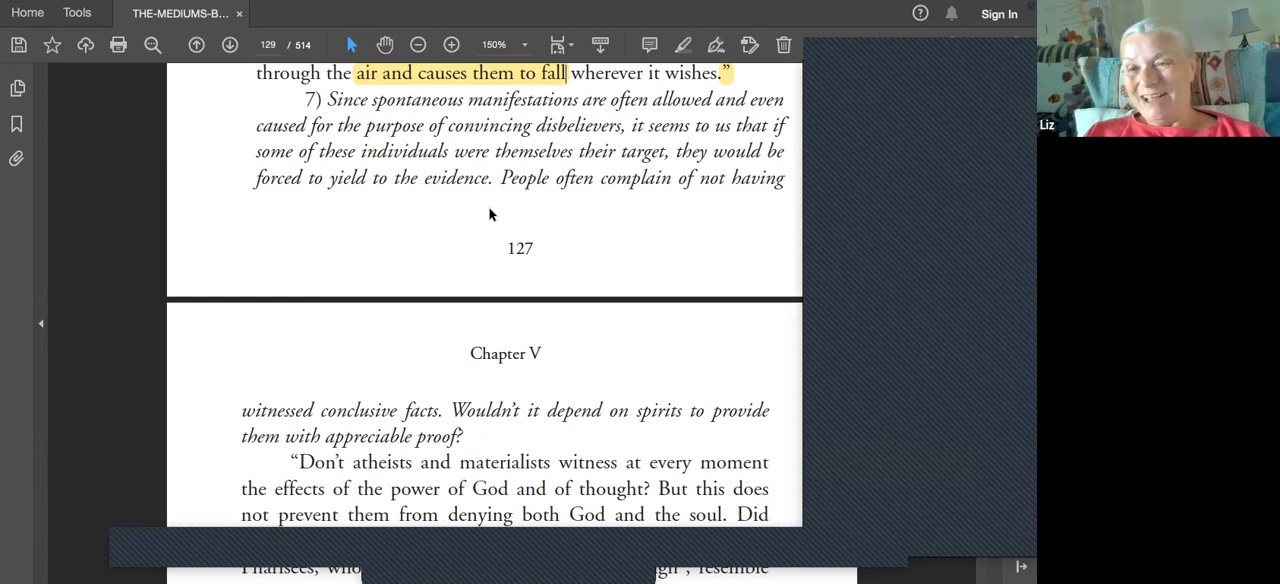 Home Tools THE-MEDIUMS-B... × Sign In
129 / 514 150%
through the air and causes them to fall wherever it wishes.”
7) Since spontaneous manifestations are often allowed and even
caused for the purpose of convincing disbelievers, it seems to us that if
some of these individuals were themselves their target, they would be
forced to yield to the evidence. People often complain of not having
127
Chapter V
witnessed conclusive facts. Wouldn’t it depend on spirits to provide
them with appreciable proof?
“Don’t atheists and materialists witness at every moment
the effects of the power of God and of thought? But this does
not prevent them from denying both God and the soul. Did
Pharisees, who resemble
Liz